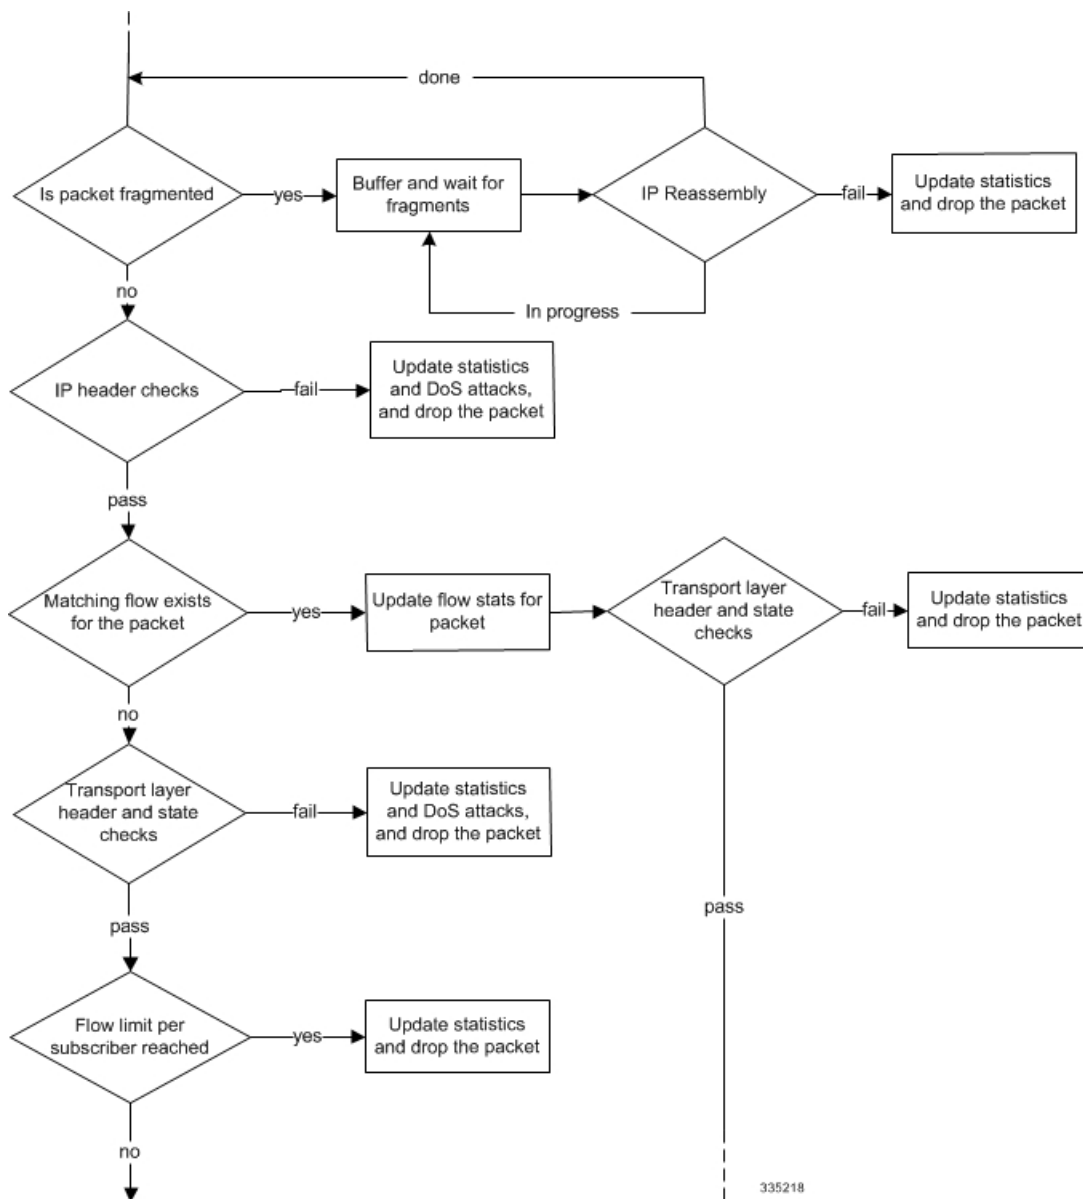 done
Is packet fragmented
yes
Buffer and wait for
fragments
IP Reassembly
fail
Update statistics
and drop the packet
no
In progress
IP header checks
fail
Update statistics
and DoS attacks,
and drop the packet
pass
Matching flow exists
for the packet
yes
Update flow stats for
packet
Transport layer
header and state
checks
fail
Update statistics
and drop the packet
no
Transport layer
header and state
checks
fail
Update statistics
and DoS attacks,
and drop the packet
pass
pass
Flow limit per
subscriber reached
yes
Update statistics
and drop the packet
no
335218